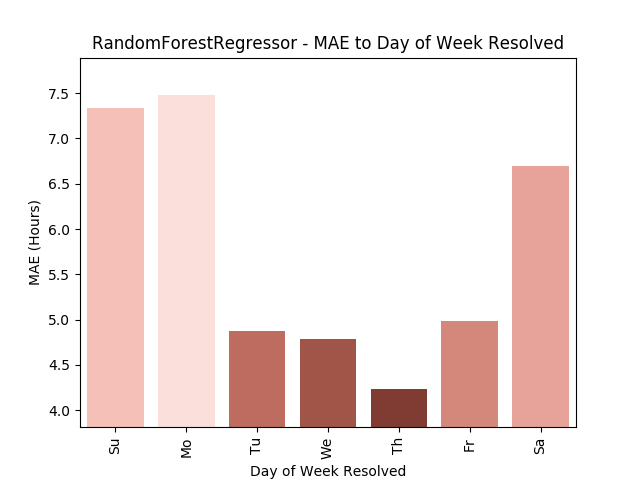 RandomForestRegressor - MAE to Day of Week Resolved
7.5
7.0
6.5
6.0
5.5
5.0
4.5
4.0
MAE (Hours)
Su Mo Tu We Th Fr Sa
Day of Week Resolved